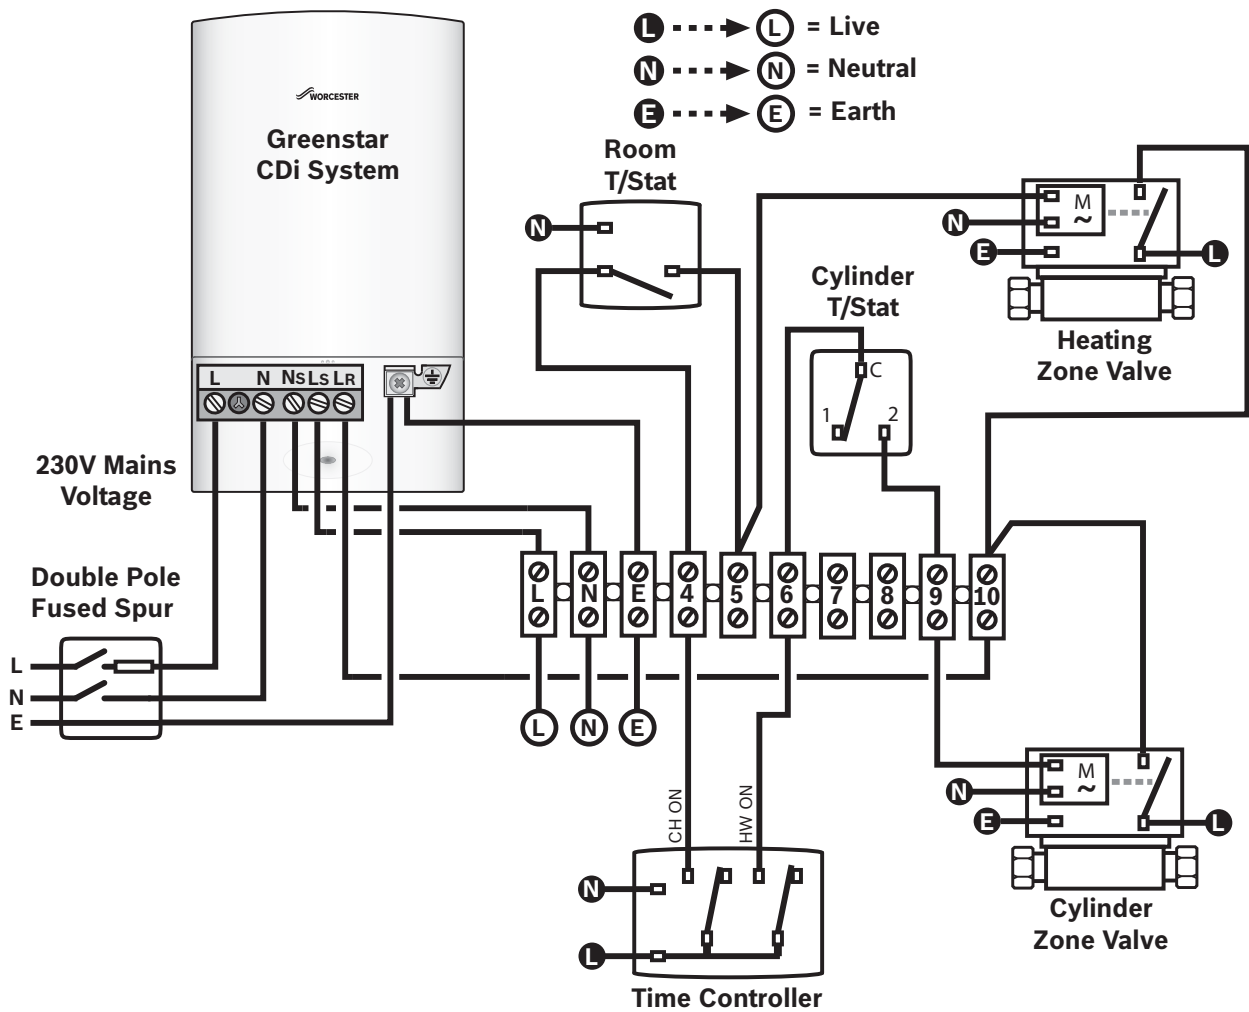 L L = Live
N N = Neutral
E E = Earth
WORCESTER
Greenstar
CDi System
Room
T/Stat
N
M
~
N
E
L
Heating
Zone Valve
Cylinder
T/Stat
C
1 2
L N NS LS LR
230V Mains
Voltage
Double Pole
Fused Spur
L
N
E
L N E 4 5 6 7 8 9 10
L N E
CH ON
HW ON
N
L
Time Controller
M
~
N
E
L
Cylinder
Zone Valve